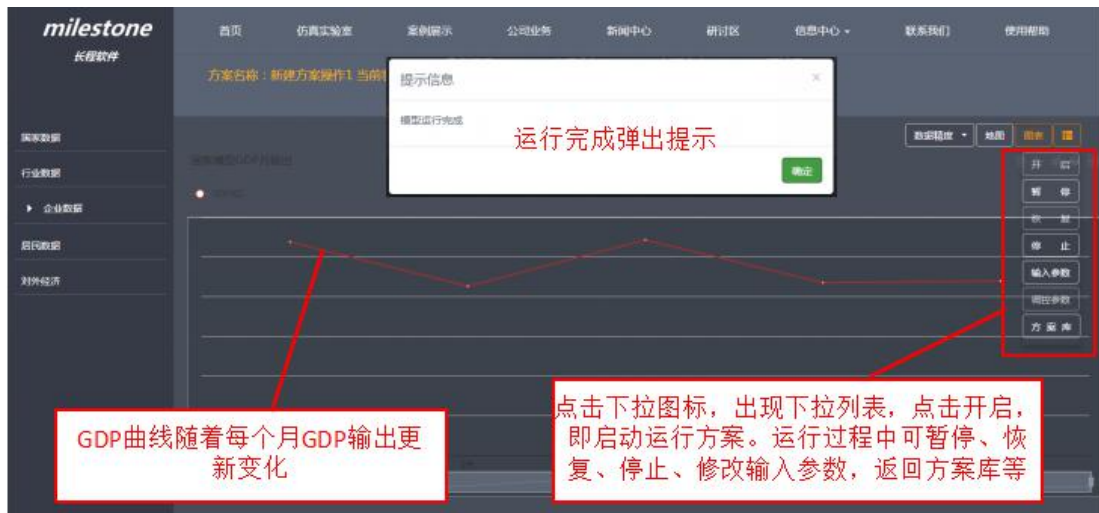 milestone
长程软件
首页 仿真实验室 案例展示 公司业务 新闻中心 研讨区 信息中心 联系我们 使用帮助
方案名称：新建方案操作1 当前
提示信息
×
模型运行完成
运行完成弹出提示
确定
国家数据
行业数据
企业数据
居民数据
对外经济
数据精度 地图 图表
开 启
暂 停
恢 复
停 止
输入参数
调控参数
方 案 库
GDP曲线随着每个月GDP输出更
新变化
点击下拉图标，出现下拉列表，点击开启，
即启动运行方案。运行过程中可暂停、恢
复、停止、修改输入参数，返回方案库等